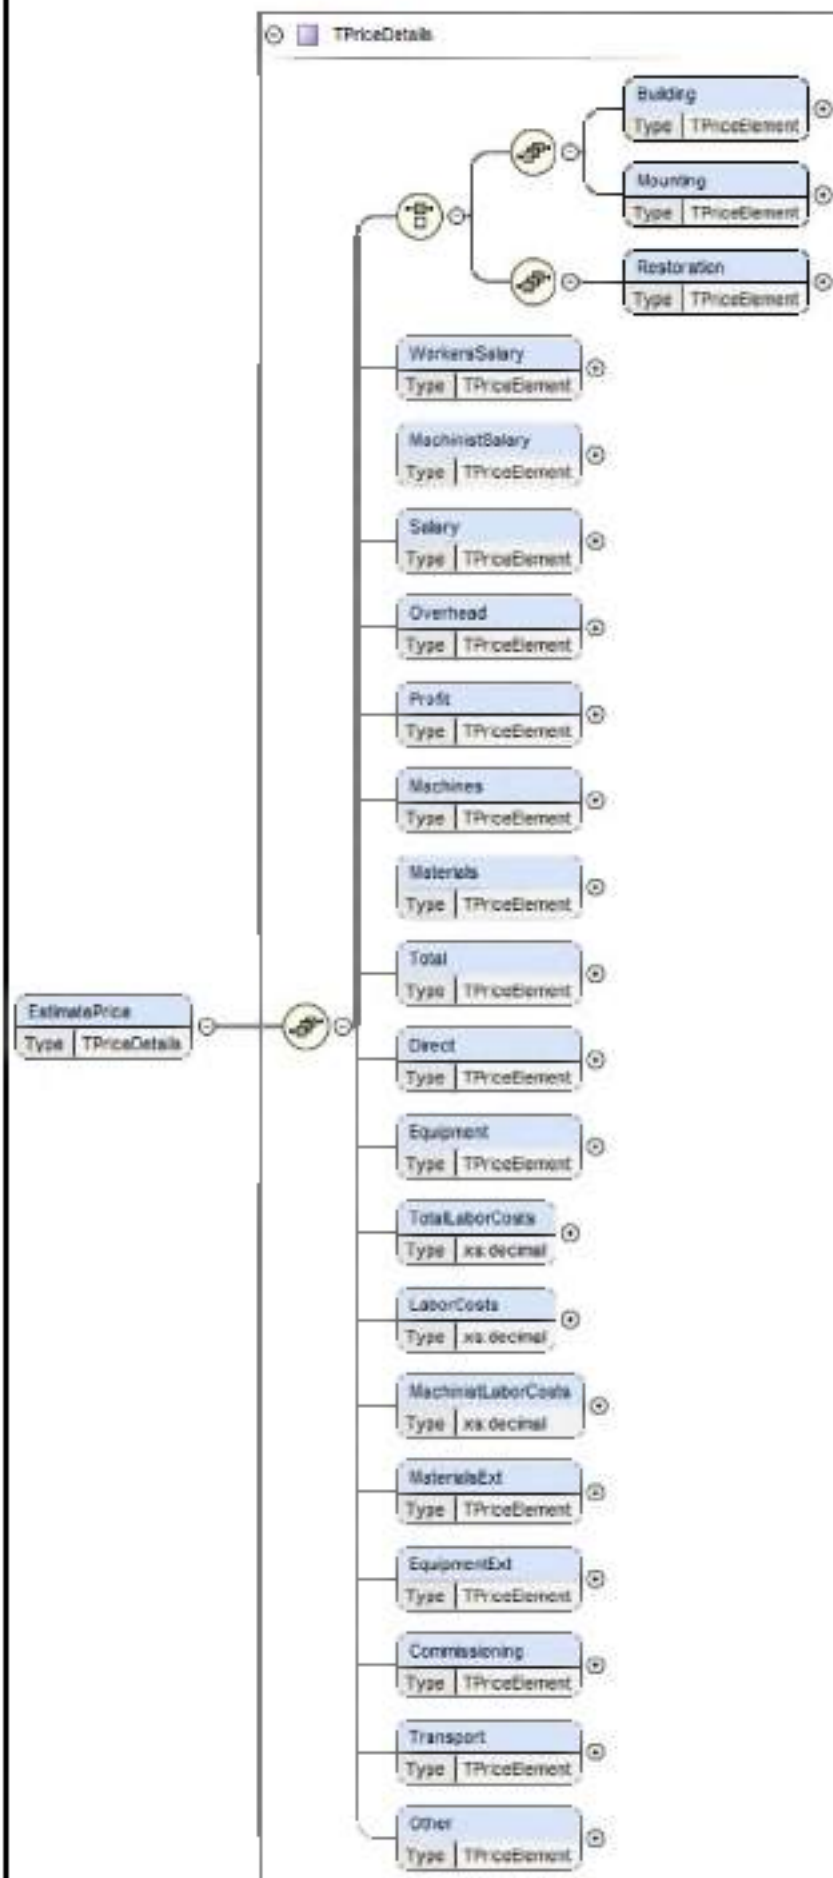 TPriceDetails
Building
Type TPriceElement
Mounting
Type TPriceElement
Restoration
Type TPriceElement
WorkersSalary
Type TPriceElement
MachinistSalary
Type TPriceElement
Salary
Type TPriceElement
Overhead
Type TPriceElement
Profit
Type TPriceElement
Machines
Type TPriceElement
Materials
Type TPriceElement
Total
Type TPriceElement
EstimatePrice
Type TPriceDetails
Direct
Type TPriceElement
Equipment
Type TPriceElement
TotalLaborCosts
Type xs:decimal
LaborCosts
Type xs:decimal
MachinistLaborCosts
Type xs:decimal
MaterialsExt
Type TPriceElement
EquipmentExt
Type TPriceElement
Commissioning
Type TPriceElement
Transport
Type TPriceElement
Other
Type TPriceElement